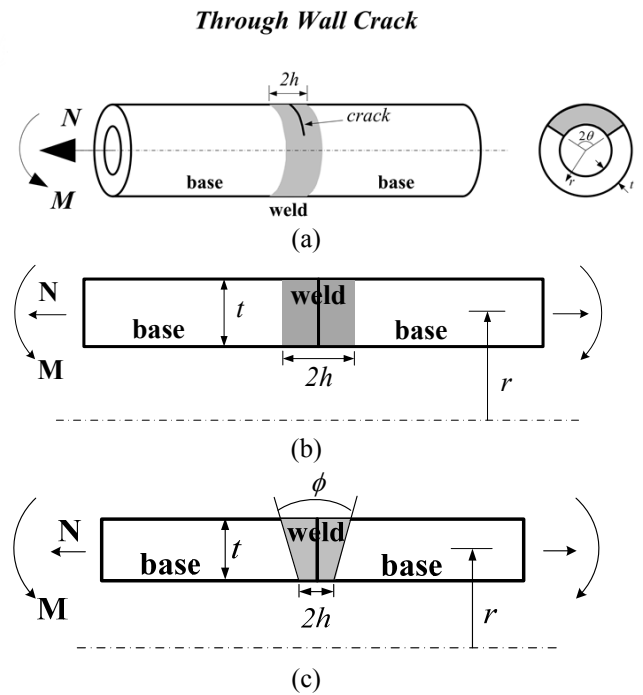 Through Wall Crack
2h
N
crack
2θ
base
base
r
t
M
weld
(a)
N
weld
t
base
base
M
2h
r
(b)
ϕ
N
weld
t
base
base
M
2h
r
(c)